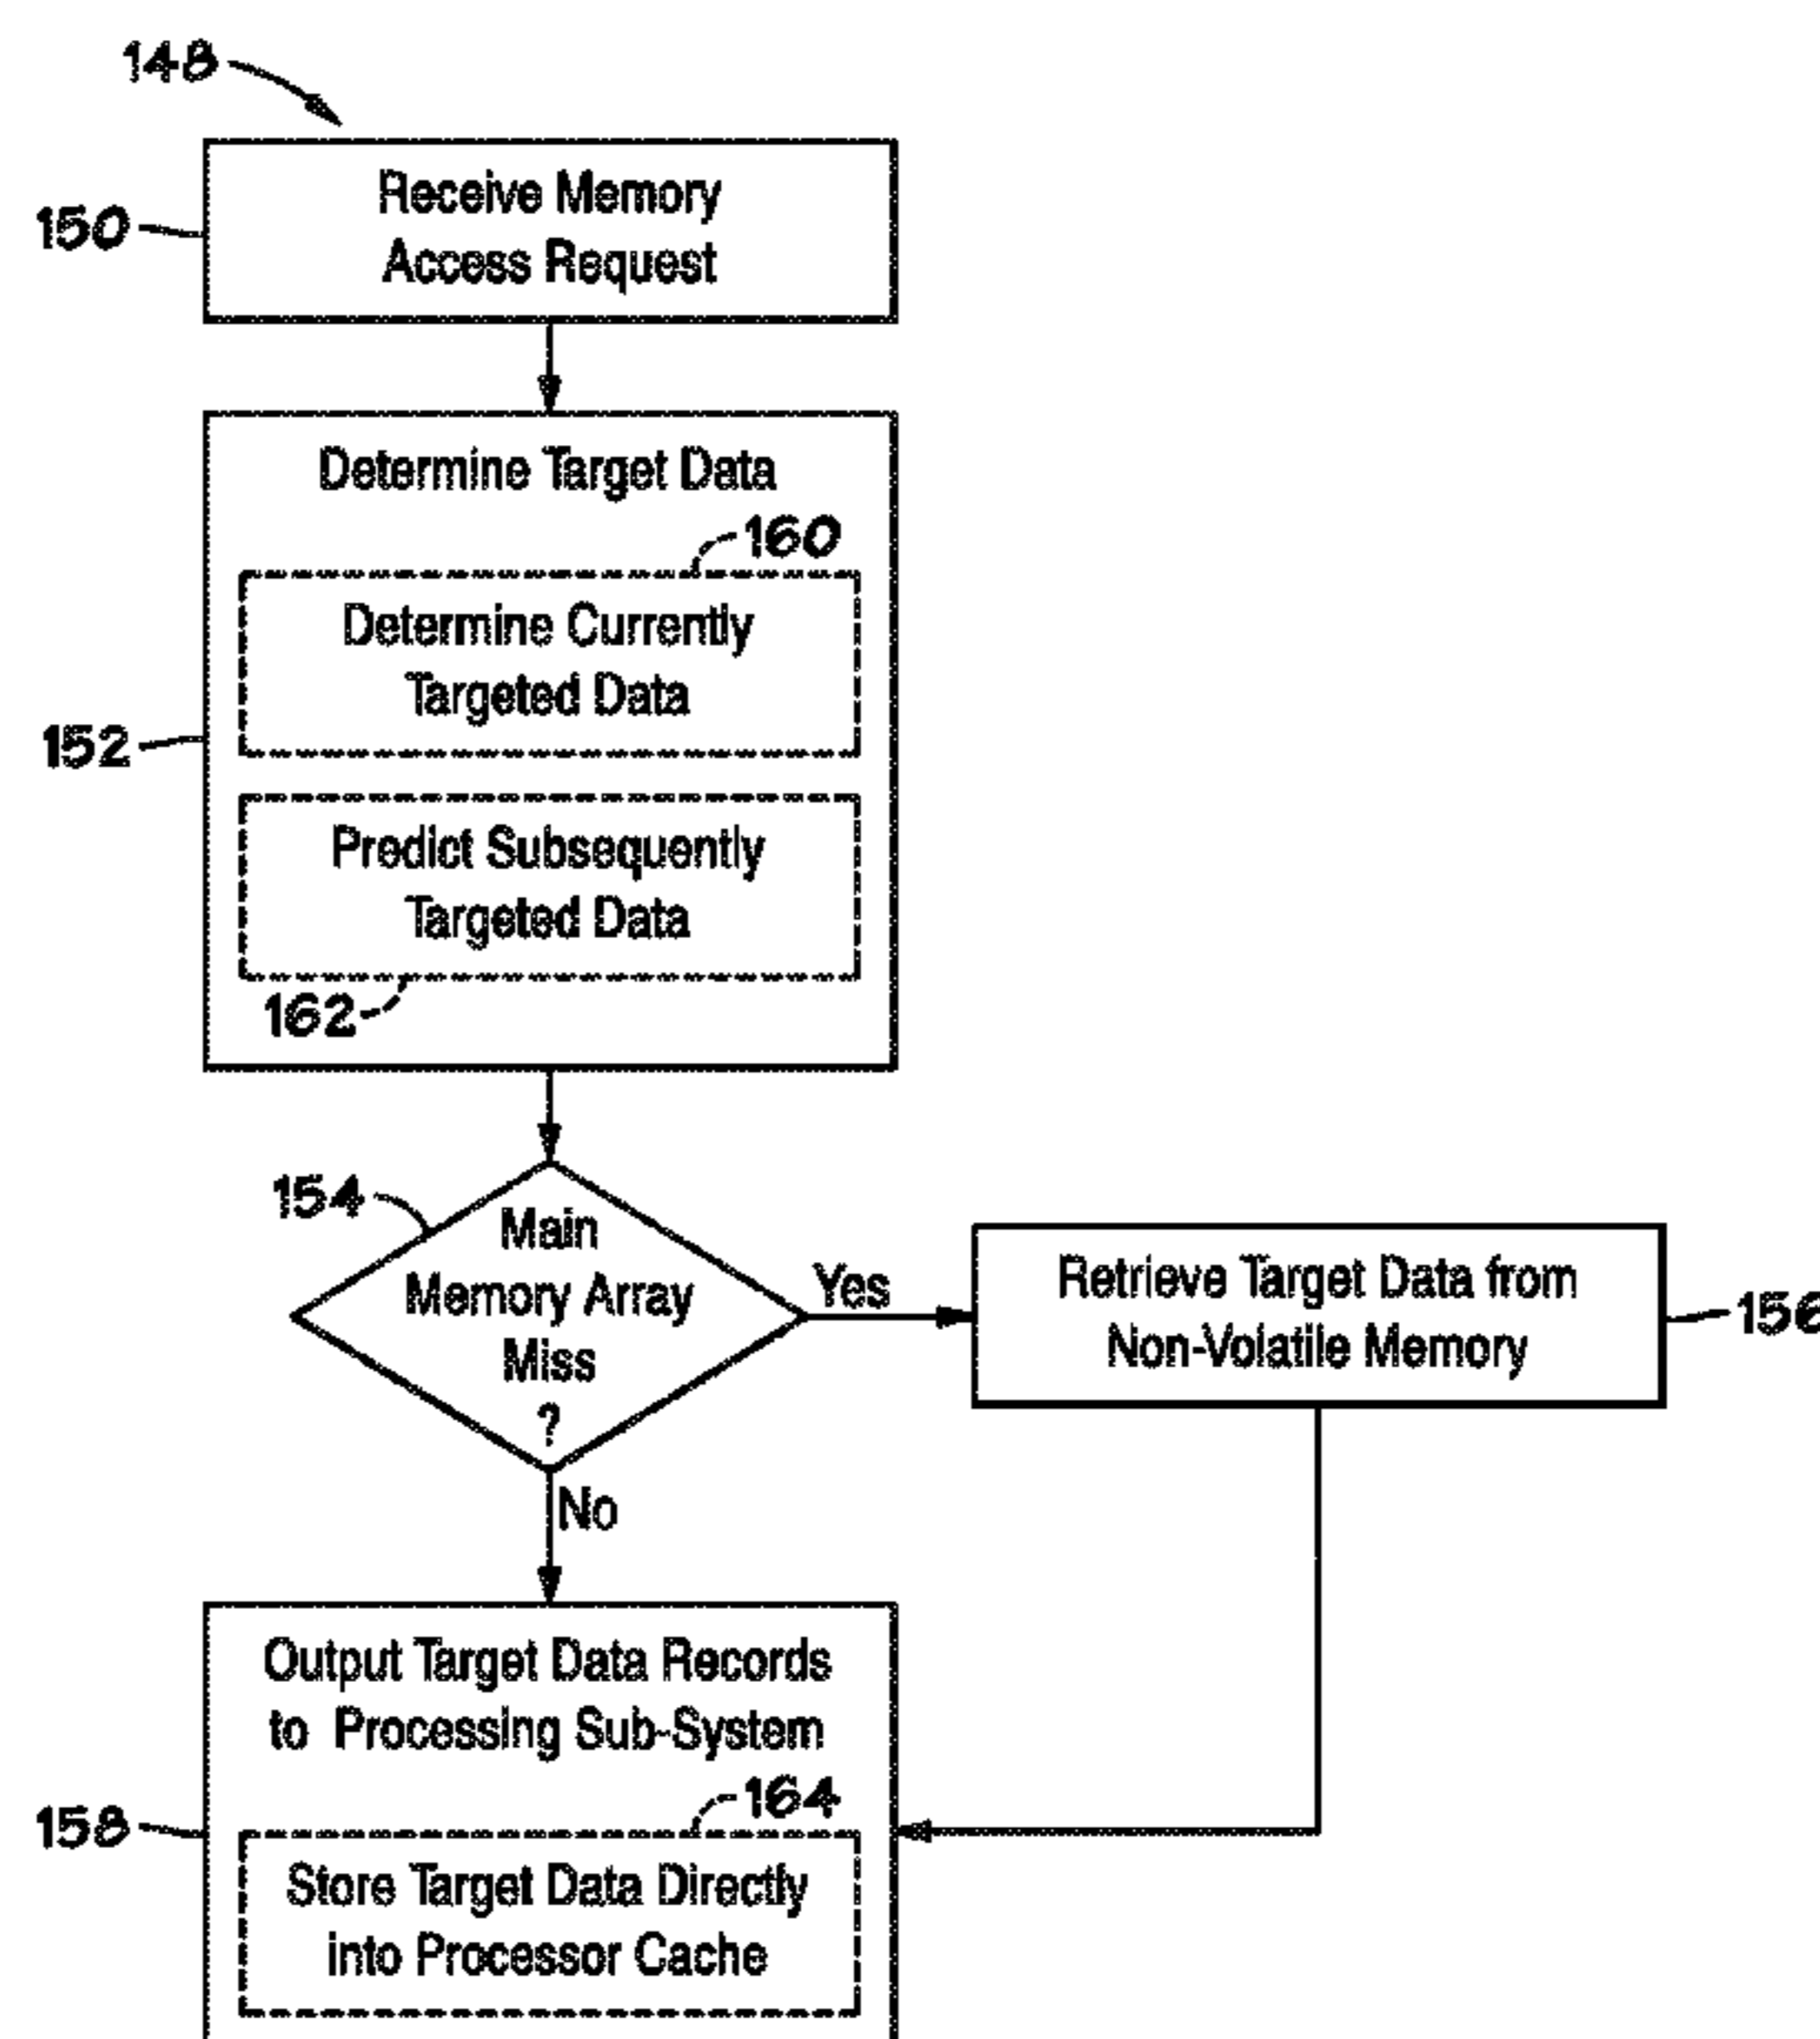 148
150
Receive Memory
Access Request
152
Determine Target Data
160
Determine Currently
Targeted Data
Predict Subsequently
Targeted Data
162
154
Main
Memory Array
Miss
?
Yes
Retrieve Target Data from
Non-Volatile Memory
156
No
158
Output Target Data Records
to Processing Sub-System
164
Store Target Data Directly
into Processor Cache